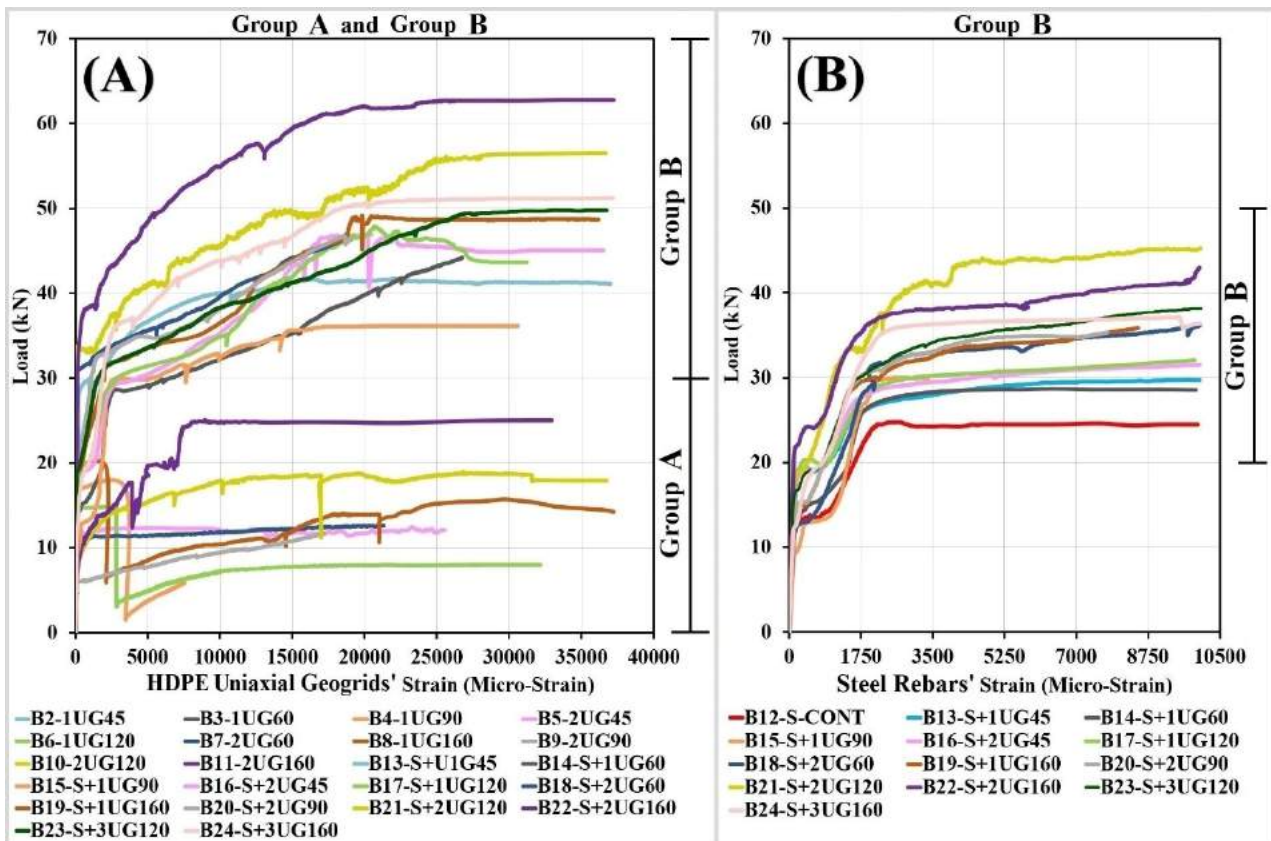 Group A and Group B
(A)
70
60
50
40
30
20
10
0
Load (kN)
0 5000 10000 15000 20000 25000 30000 35000 40000
HDPE Uniaxial Geogrids' Strain (Micro-Strain)
Group B
Group A
B2-1UG45 B3-1UG60 B4-1UG90 B5-2UG45
B6-1UG120 B7-2UG60 B8-1UG160 B9-2UG90
B10-2UG120 B11-2UG160 B13-S+U1G45 B14-S+1UG60
B15-S+1UG90 B16-S+2UG45 B17-S+1UG120 B18-S+2UG60
B19-S+1UG160 B20-S+2UG90 B21-S+2UG120 B22-S+2UG160
B23-S+3UG120 B24-S+3UG160
Group B
(B)
70
60
50
40
30
20
10
0
Load (kN)
0 1750 3500 5250 7000 8750 10500
Steel Rebars' Strain (Micro-Strain)
Group B
B12-S-CONT B13-S+1UG45 B14-S+1UG60
B15-S+1UG90 B16-S+2UG45 B17-S+1UG120
B18-S+2UG60 B19-S+1UG160 B20-S+2UG90
B21-S+2UG120 B22-S+2UG160 B23-S+3UG120
B24-S+3UG160